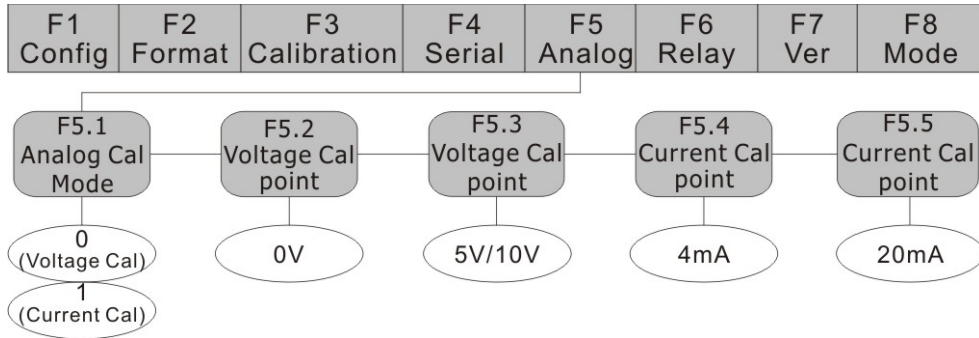 F1 F2 F3 F4 F5 F6 F7 F8
Config Format Calibration Serial Analog Relay Ver Mode
F5.1
Analog Cal
Mode
F5.2
Voltage Cal
point
F5.3
Voltage Cal
point
F5.4
Current Cal
point
F5.5
Current Cal
point
0
(Voltage Cal)
1
(Current Cal)
0V
5V/10V
4mA
20mA